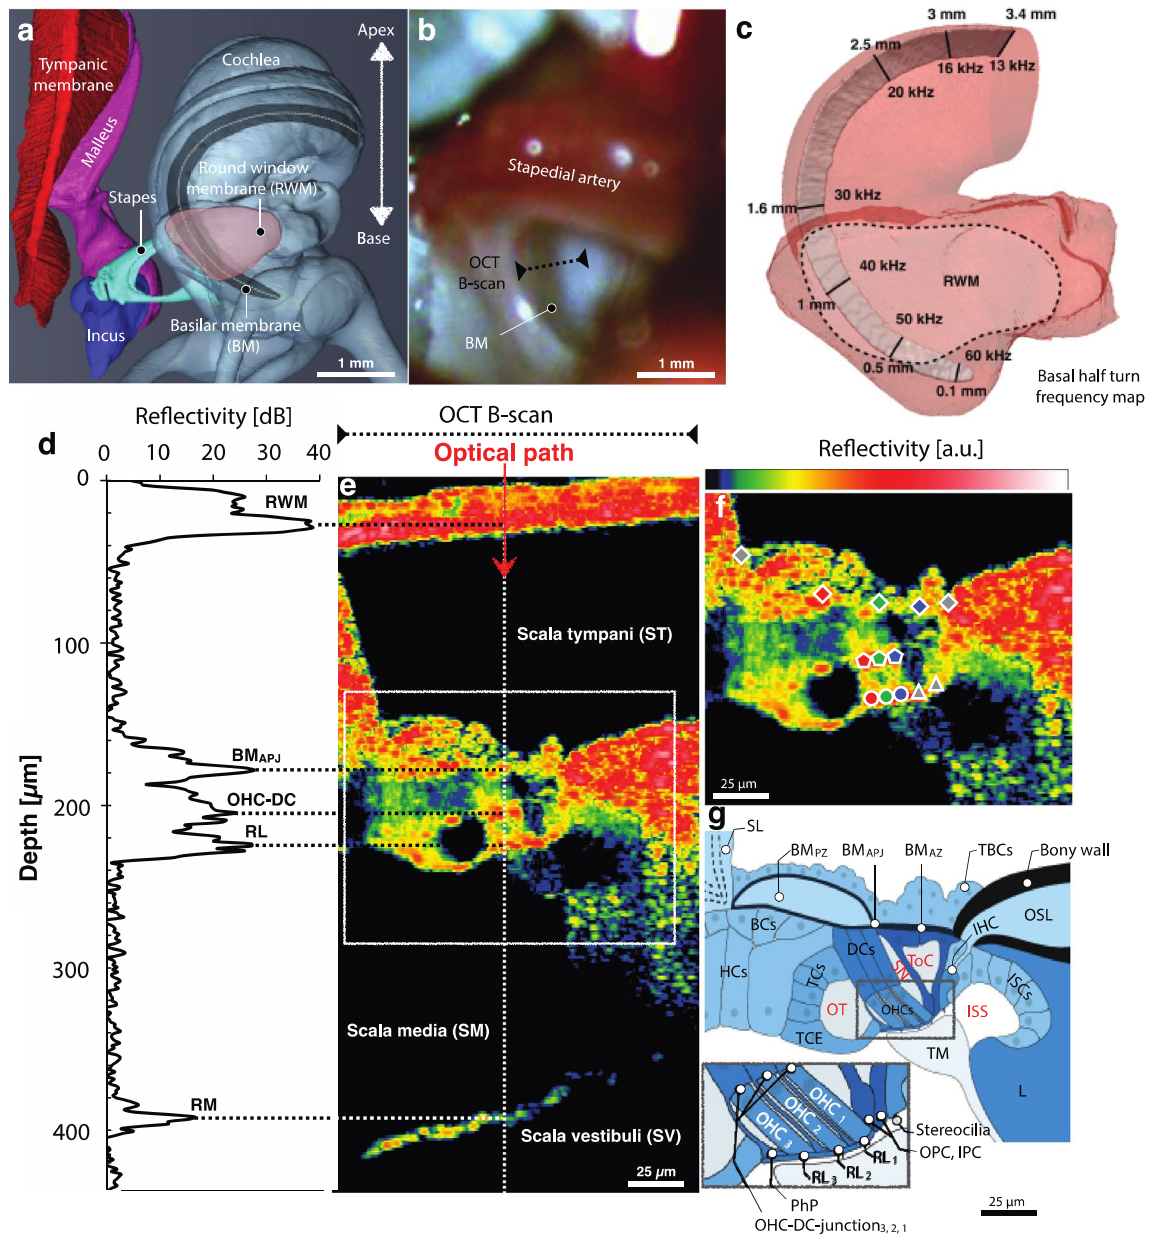 a
Tympanic
membrane
Malleus
Stapes
Incus
Cochlea
Round window
membrane (RWM)
Basilar membrane
(BM)
Apex
Base
1 mm
b
Stapedial artery
OCT
B-scan
BM
1 mm
c
3 mm
3.4 mm
2.5 mm
16 kHz
13 kHz
20 kHz
30 kHz
1.6 mm
40 kHz
RWM
1 mm
50 kHz
60 kHz
0.5 mm
0.1 mm
Basal half turn
frequency map
d
Reflectivity [dB]
0 10 20 30 40
0
100
200
300
400
Depth [µm]
RWM
BMAPJ
OHC-DC
RL
RM
OCT B-scan
Optical path
e
Scala tympani (ST)
Scala media (SM)
Scala vestibuli (SV)
25 µm
Reflectivity [a.u.]
f
25 µm
g
SL
BMPZ
BMAPJ
BMAZ
TBCs
Bony wall
OSL
BCs
DCs
IHC
HCs
TCs
SN
ToC
ISCs
OT
OHCs
ISS
TCE
TM
L
OHC 1
OHC 2
OHC 3
Stereocilia
OPC, IPC
RL1
RL2
RL3
PhP
OHC-DC-junction3, 2, 1
25 µm